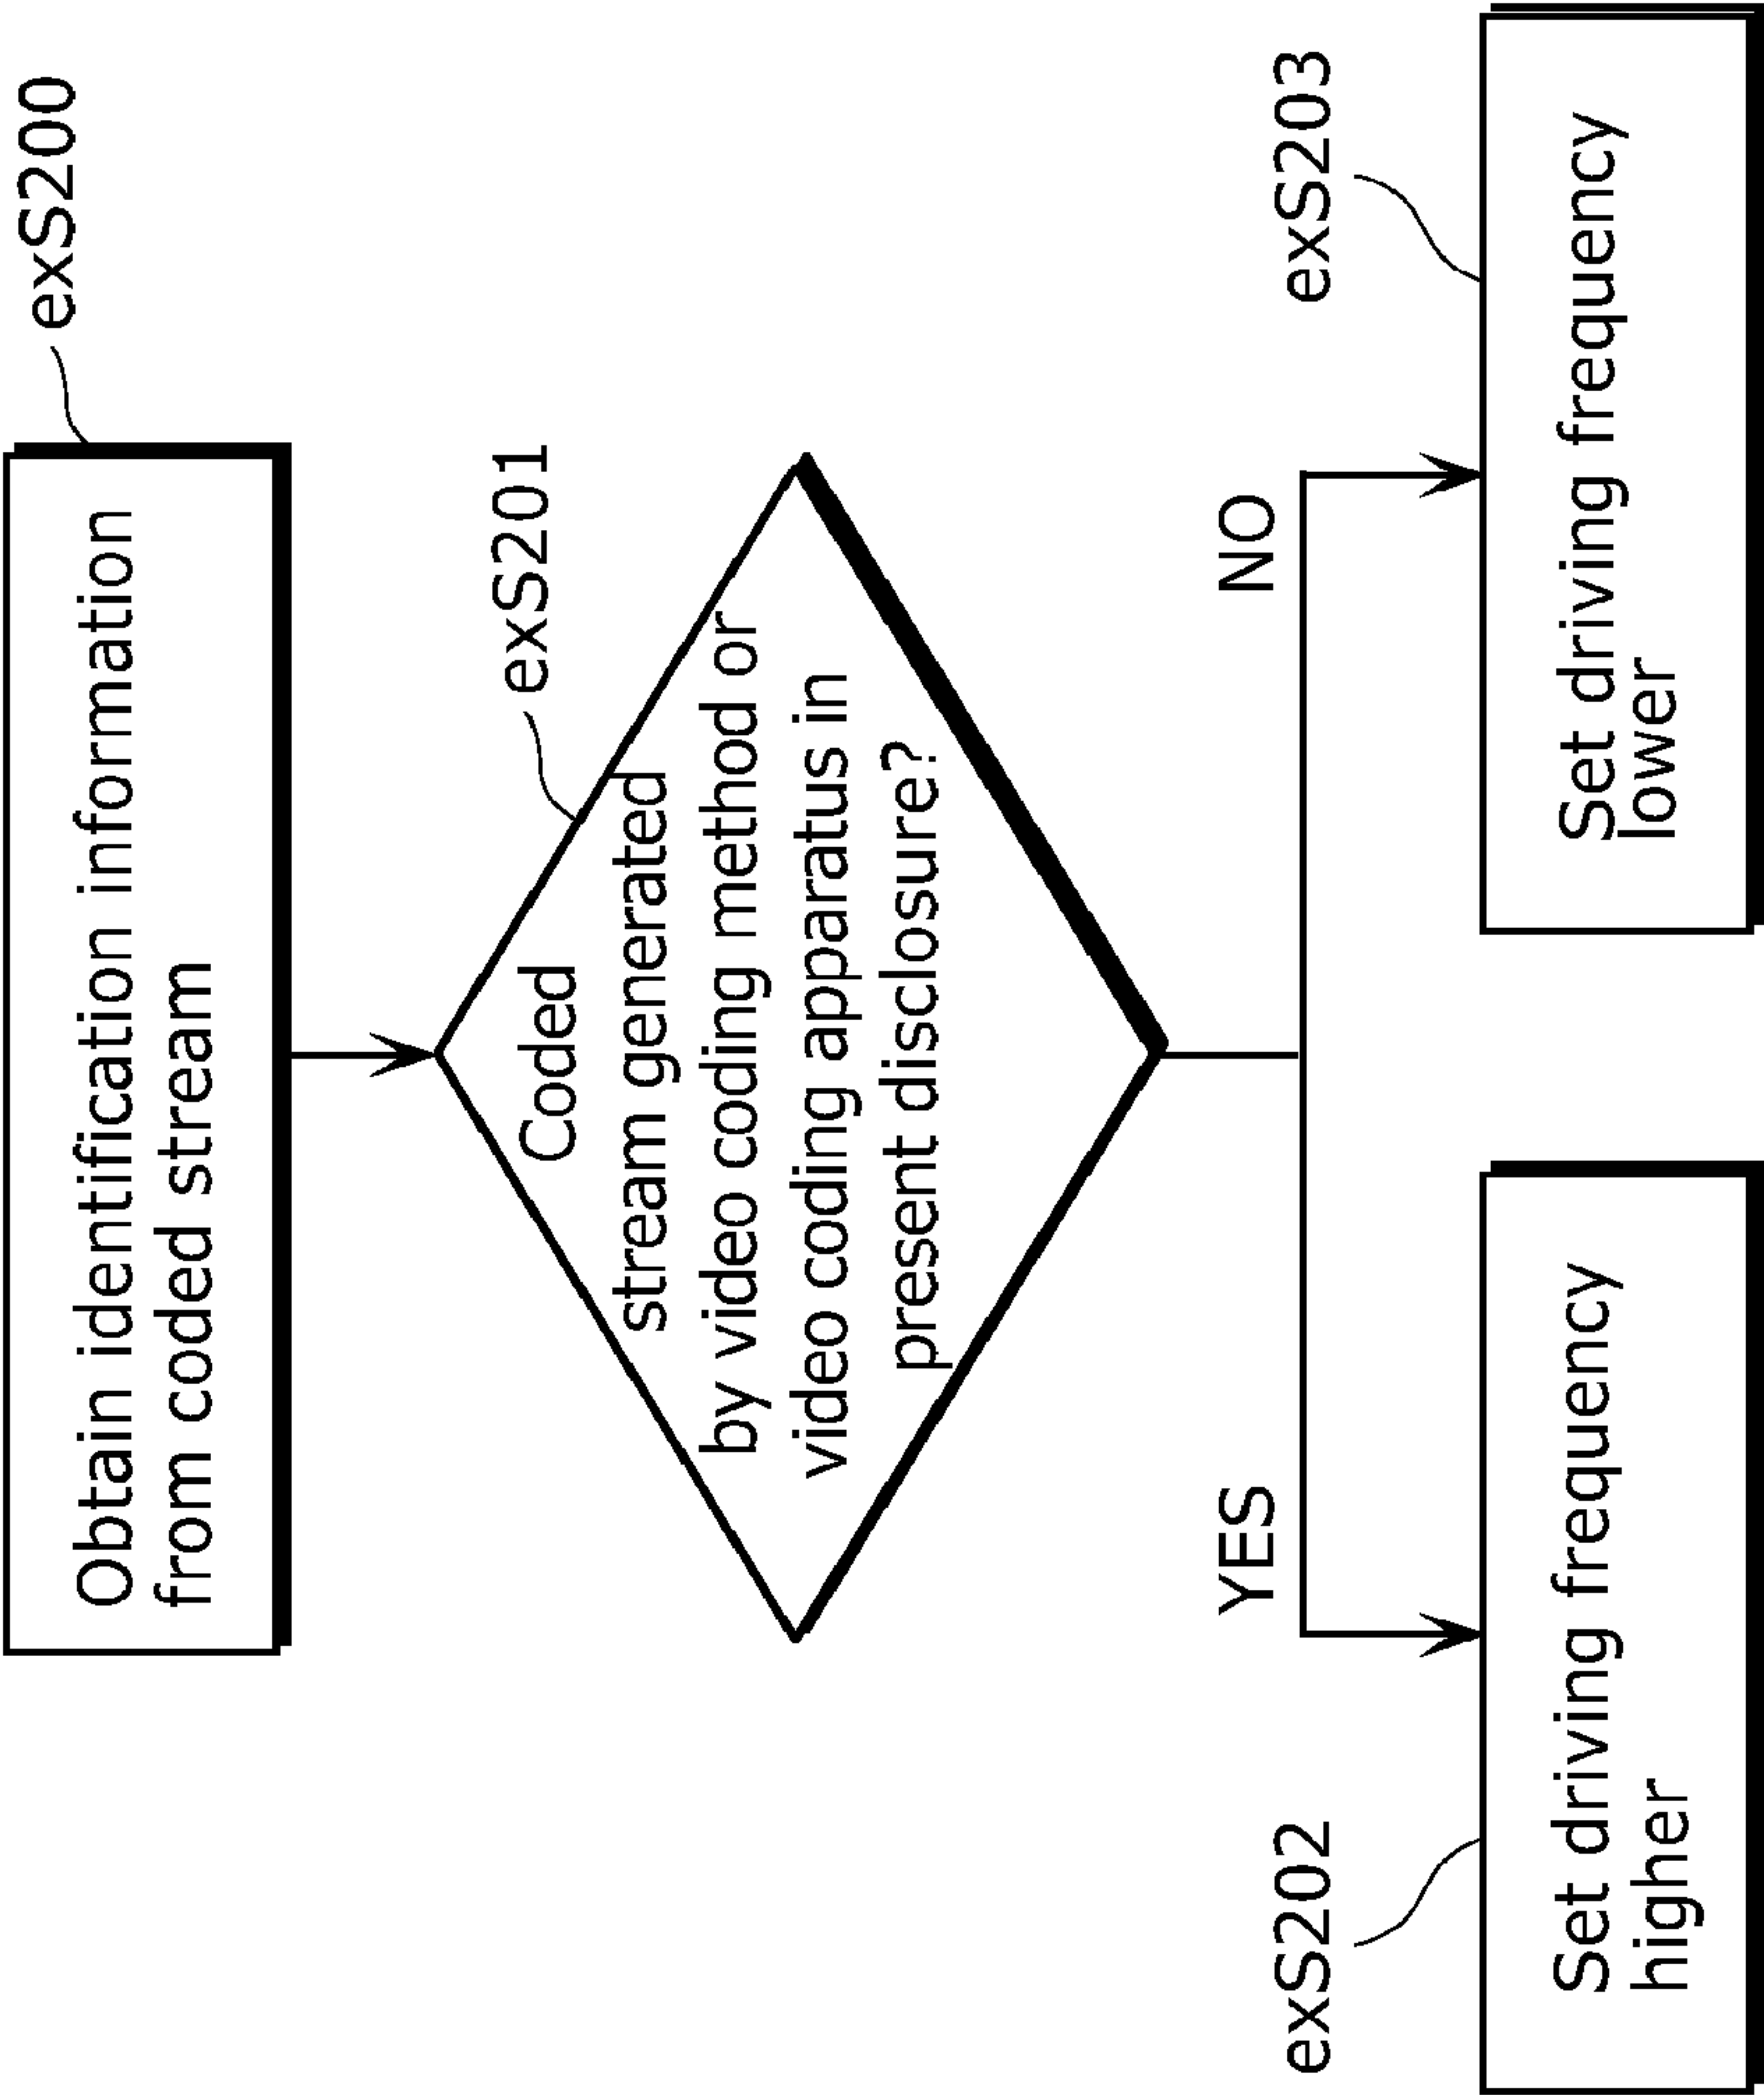 exS200
Obtain identification information
from coded stream
exS201
Coded
stream generated
by video coding method or
video coding apparatus in
present disclosure?
YES
NO
exS202
exS203
Set driving frequency
higher
Set driving frequency
lower